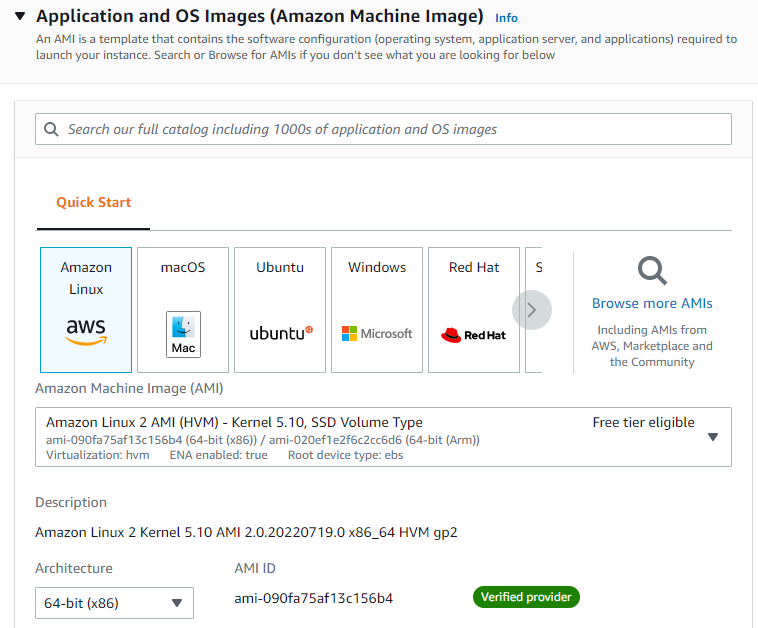 Application and OS Images (Amazon Machine Image) Info
An AMI is a template that contains the software configuration (operating system, application server, and applications) required to
launch your instance. Search or Browse for AMIs if you don't see what you are looking for below
Search our full catalog including 1000s of application and OS images
Quick Start
Amazon
Linux
aws
macOS
Mac
Ubuntu
ubuntu
Windows
Microsoft
Red Hat
Red Hat
S
Browse more AMIs
Including AMIs from
AWS, Marketplace and
the Community
Amazon Machine Image (AMI)
Amazon Linux 2 AMI (HVM) - Kernel 5.10, SSD Volume Type
Free tier eligible
ami-090fa75af13c156b4 (64-bit (x86)) / ami-020ef1e2f6c2cc6d6 (64-bit (Arm))
Virtualization: hvm ENA enabled: true Root device type: ebs
Description
Amazon Linux 2 Kernel 5.10 AMI 2.0.20220719.0 x86_64 HVM gp2
Architecture
AMI ID
64-bit (x86)
ami-090fa75af13c156b4
Verified provider